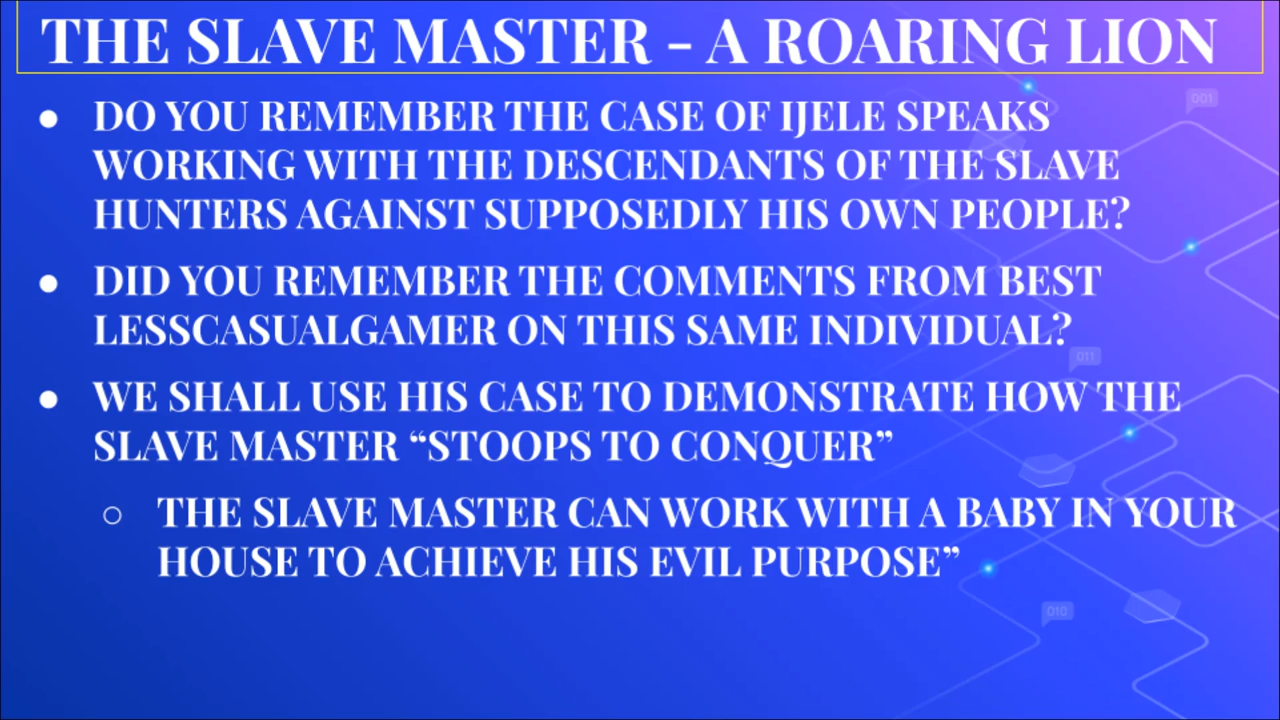 THE SLAVE MASTER – A ROARING LION
001
● DO YOU REMEMBER THE CASE OF IJELE SPEAKS
WORKING WITH THE DESCENDANTS OF THE SLAVE
HUNTERS AGAINST SUPPOSEDLY HIS OWN PEOPLE?
● DID YOU REMEMBER THE COMMENTS FROM BEST
LESSCASUALGAMER ON THIS SAME INDIVIDUAL?
011
● WE SHALL USE HIS CASE TO DEMONSTRATE HOW THE
SLAVE MASTER “STOOPS TO CONQUER”
○ THE SLAVE MASTER CAN WORK WITH A BABY IN YOUR
HOUSE TO ACHIEVE HIS EVIL PURPOSE”
010